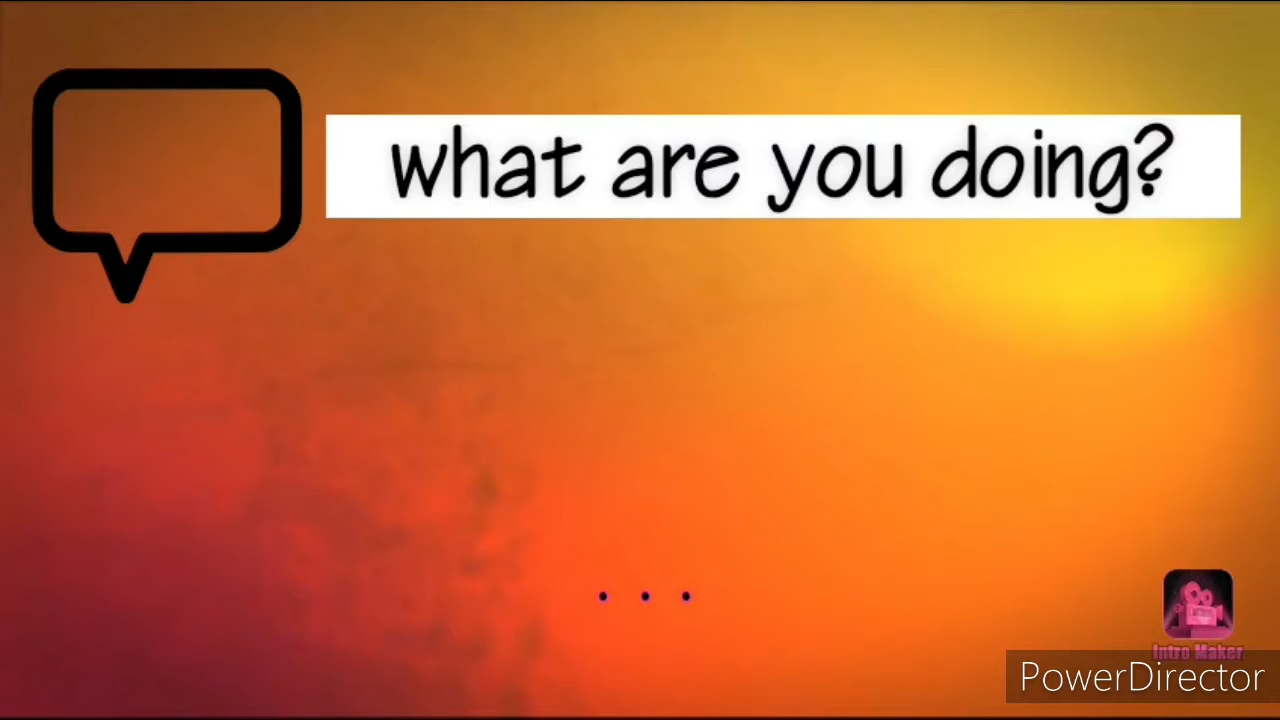 what are you doing?
. . .
Intro Maker
PowerDirector